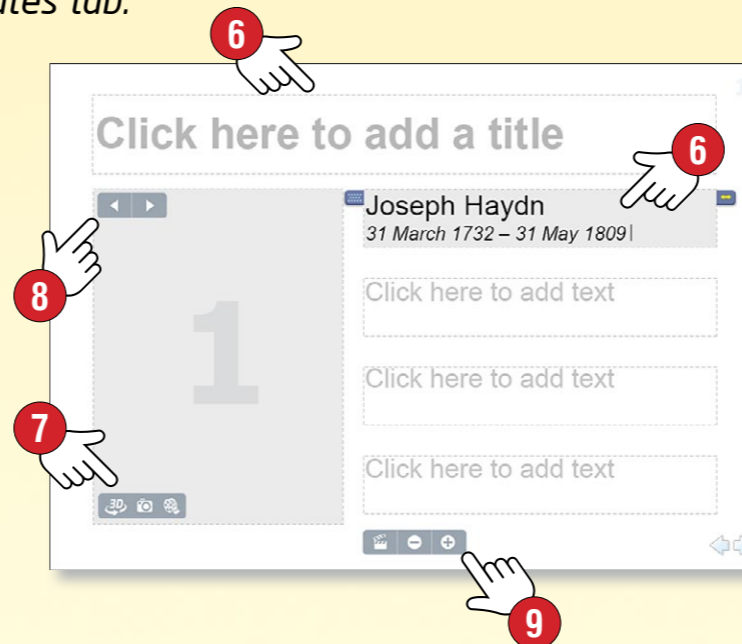 ates tab.
6
Click here to add a title
6
Joseph Haydn
31 March 1732 – 31 May 1809
8
1
Click here to add text
Click here to add text
7
Click here to add text
3D
9